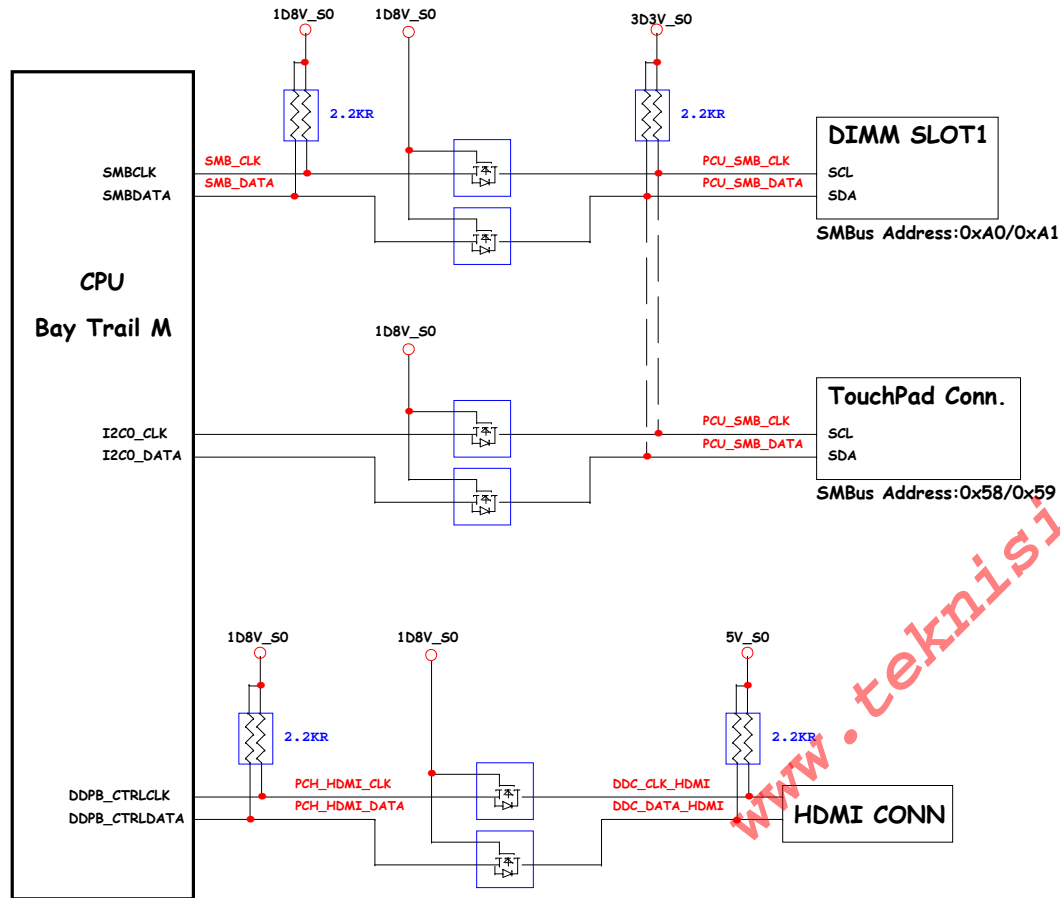 1D8V_S0
1D8V_S0
3D3V_S0
2.2KR
2.2KR
DIMM SLOT1
SMBCLK
SMB_CLK
PCU_SMB_CLK
SCL
SMBDATA
SMB_DATA
PCU_SMB_DATA
SDA
SMBus Address:0xA0/0xA1
CPU
Bay Trail M
1D8V_S0
TouchPad Conn.
I2C0_CLK
PCU_SMB_CLK
SCL
I2C0_DATA
PCU_SMB_DATA
SDA
SMBus Address:0x58/0x59
1D8V_S0
1D8V_S0
5V_S0
2.2KR
2.2KR
DDPB_CTRLCLK
PCH_HDMI_CLK
DDC_CLK_HDMI
DDPB_CTRLDATA
PCH_HDMI_DATA
DDC_DATA_HDMI
HDMI CONN
www.teknisi